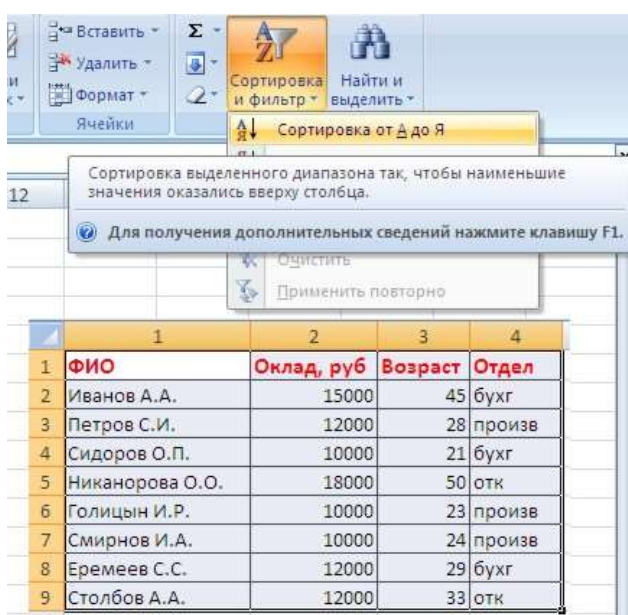 Вставить Σ
Удалить
Формат
Сортировка и фильтр
Найти и выделить
Ячейки
Сортировка от А до Я
Сортировка выделенного диапазона так, чтобы наименьшие
значения оказались вверху столбца.
12
Для получения дополнительных сведений нажмите клавишу F1.
Очистить
Применить повторно
1 2 3 4
1 ФИО Оклад, руб Возраст Отдел
2 Иванов А.А. 15000 45 бухг
3 Петров С.И. 12000 28 произв
4 Сидоров О.П. 10000 21 бухг
5 Никанорова О.О. 18000 50 отк
6 Голицын И.Р. 10000 23 произв
7 Смирнов И.А. 10000 24 произв
8 Еремеев С.С. 12000 29 бухг
9 Столбов А.А. 12000 33 отк